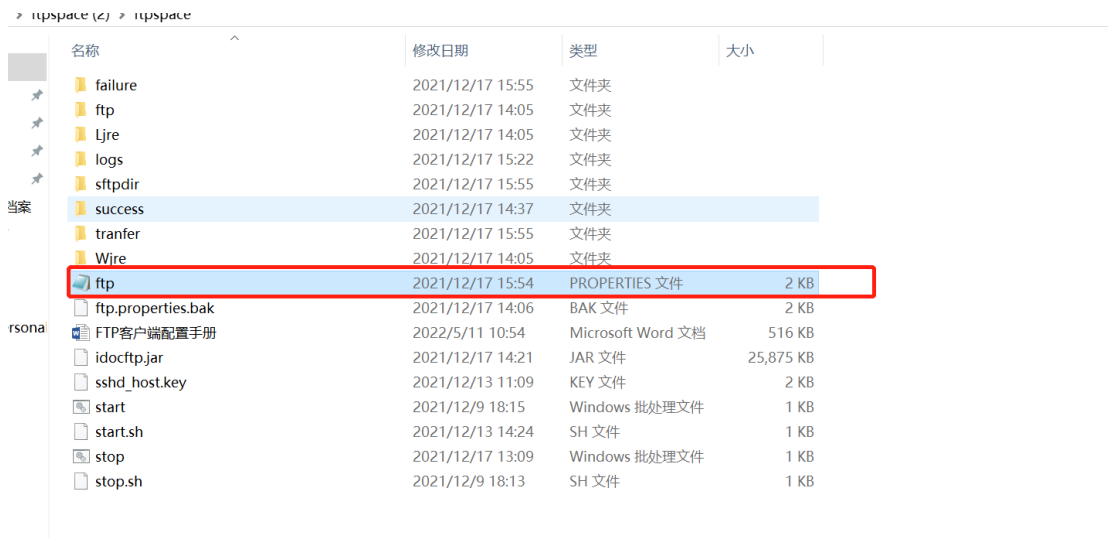 ftpspace (2) > ftpspace
名称 修改日期 类型 大小
failure 2021/12/17 15:55 文件夹
ftp 2021/12/17 14:05 文件夹
Ljre 2021/12/17 14:05 文件夹
logs 2021/12/17 15:22 文件夹
sftpdir 2021/12/17 15:55 文件夹
档案
success 2021/12/17 14:37 文件夹
tranfer 2021/12/17 15:55 文件夹
Wjre 2021/12/17 14:05 文件夹
ftp 2021/12/17 15:54 PROPERTIES 文件 2 KB
ftp.properties.bak 2021/12/17 14:06 BAK 文件 2 KB
ersonal
FTP客户端配置手册 2022/5/11 10:54 Microsoft Word 文档 516 KB
idocftp.jar 2021/12/17 14:21 JAR 文件 25,875 KB
sshd_host.key 2021/12/13 11:09 KEY 文件 2 KB
start 2021/12/9 18:15 Windows 批处理文件 1 KB
start.sh 2021/12/13 14:24 SH 文件 1 KB
stop 2021/12/17 13:09 Windows 批处理文件 1 KB
stop.sh 2021/12/9 18:13 SH 文件 1 KB